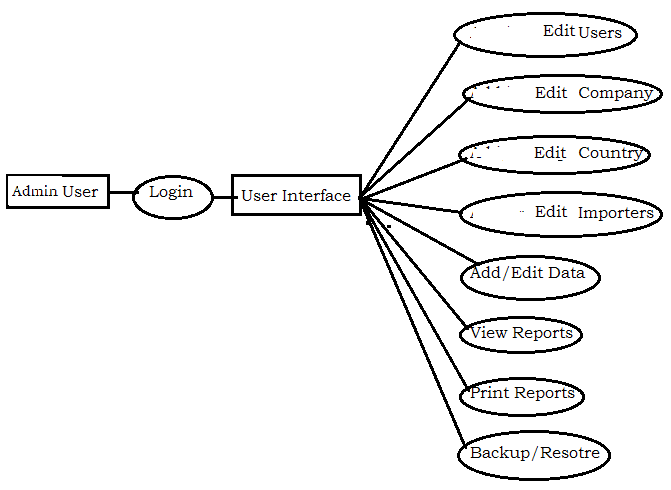 Edit Users
Edit Company
Edit Country
Edit Importers
Admin User
Login
User Interface
Add/Edit Data
View Reports
Print Reports
Backup/Resotre